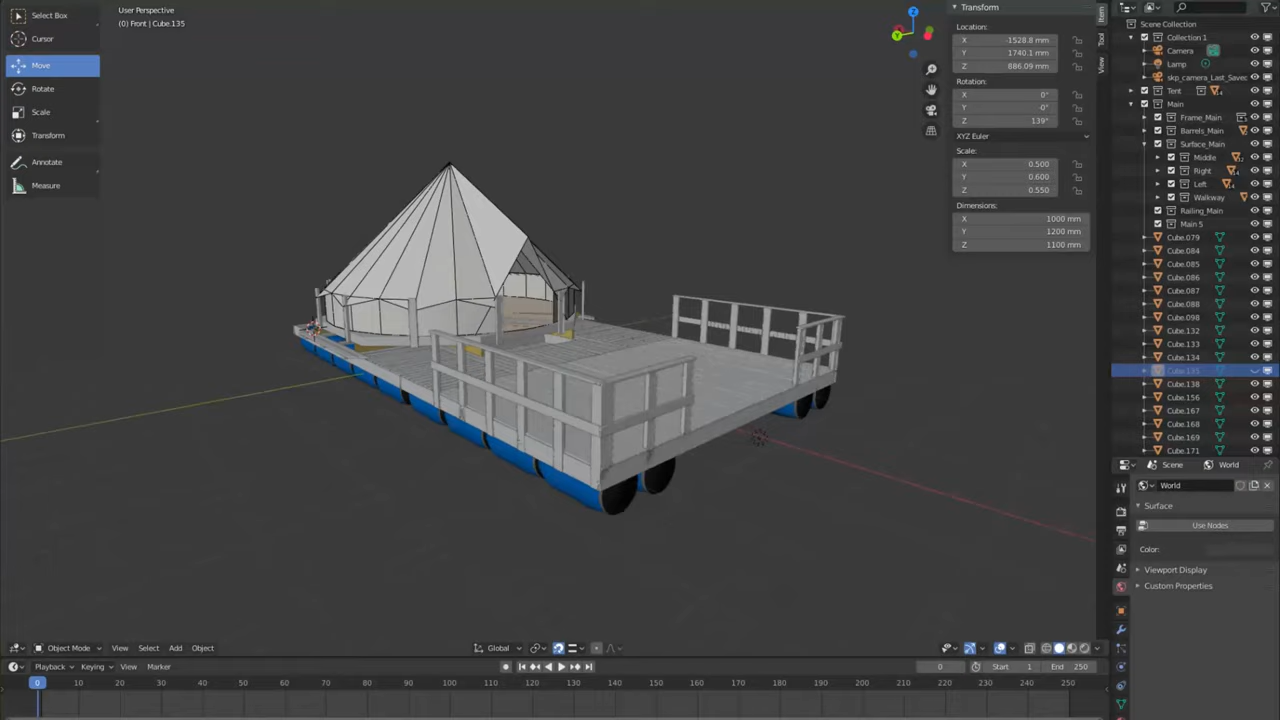 Select Box
Cursor
Move
Rotate
Scale
Transform
Annotate
Measure
User Perspective
(0) Front | Cube.135
Z
Y
Transform
Location:
X -1528.8 mm
Y 1740.1 mm
Z 886.09 mm
Rotation:
X 0°
Y -0°
Z 139°
XYZ Euler
Scale:
X 0.500
Y 0.600
Z 0.550
Dimensions:
X 1000 mm
Y 1200 mm
Z 1100 mm
Item
Tool
View
Scene Collection
Collection 1
Camera
Lamp
skp_camera_Last_Saved
Tent
Main
Frame_Main
Barrels_Main
Surface_Main
Middle
Right
Left
Walkway
Railing_Main
Main 5
Cube.079
Cube.084
Cube.085
Cube.086
Cube.087
Cube.088
Cube.098
Cube.132
Cube.133
Cube.134
Cube.135
Cube.138
Cube.156
Cube.167
Cube.168
Cube.169
Cube.171
Scene World
World
Surface
Use Nodes
Color:
Viewport Display
Custom Properties
Object Mode View Select Add Object
Global
Playback Keying View Marker
0 Start 1 End 250
0 10 20 30 40 50 60 70 80 90 100 110 120 130 140 150 160 170 180 190 200 210 220 230 240 250